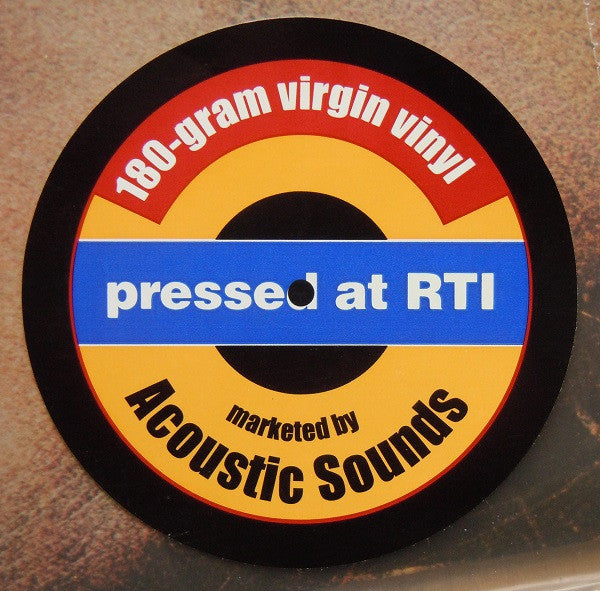 180-gram virgin vinyl
pressed at RTI
marketed by
Acoustic Sounds